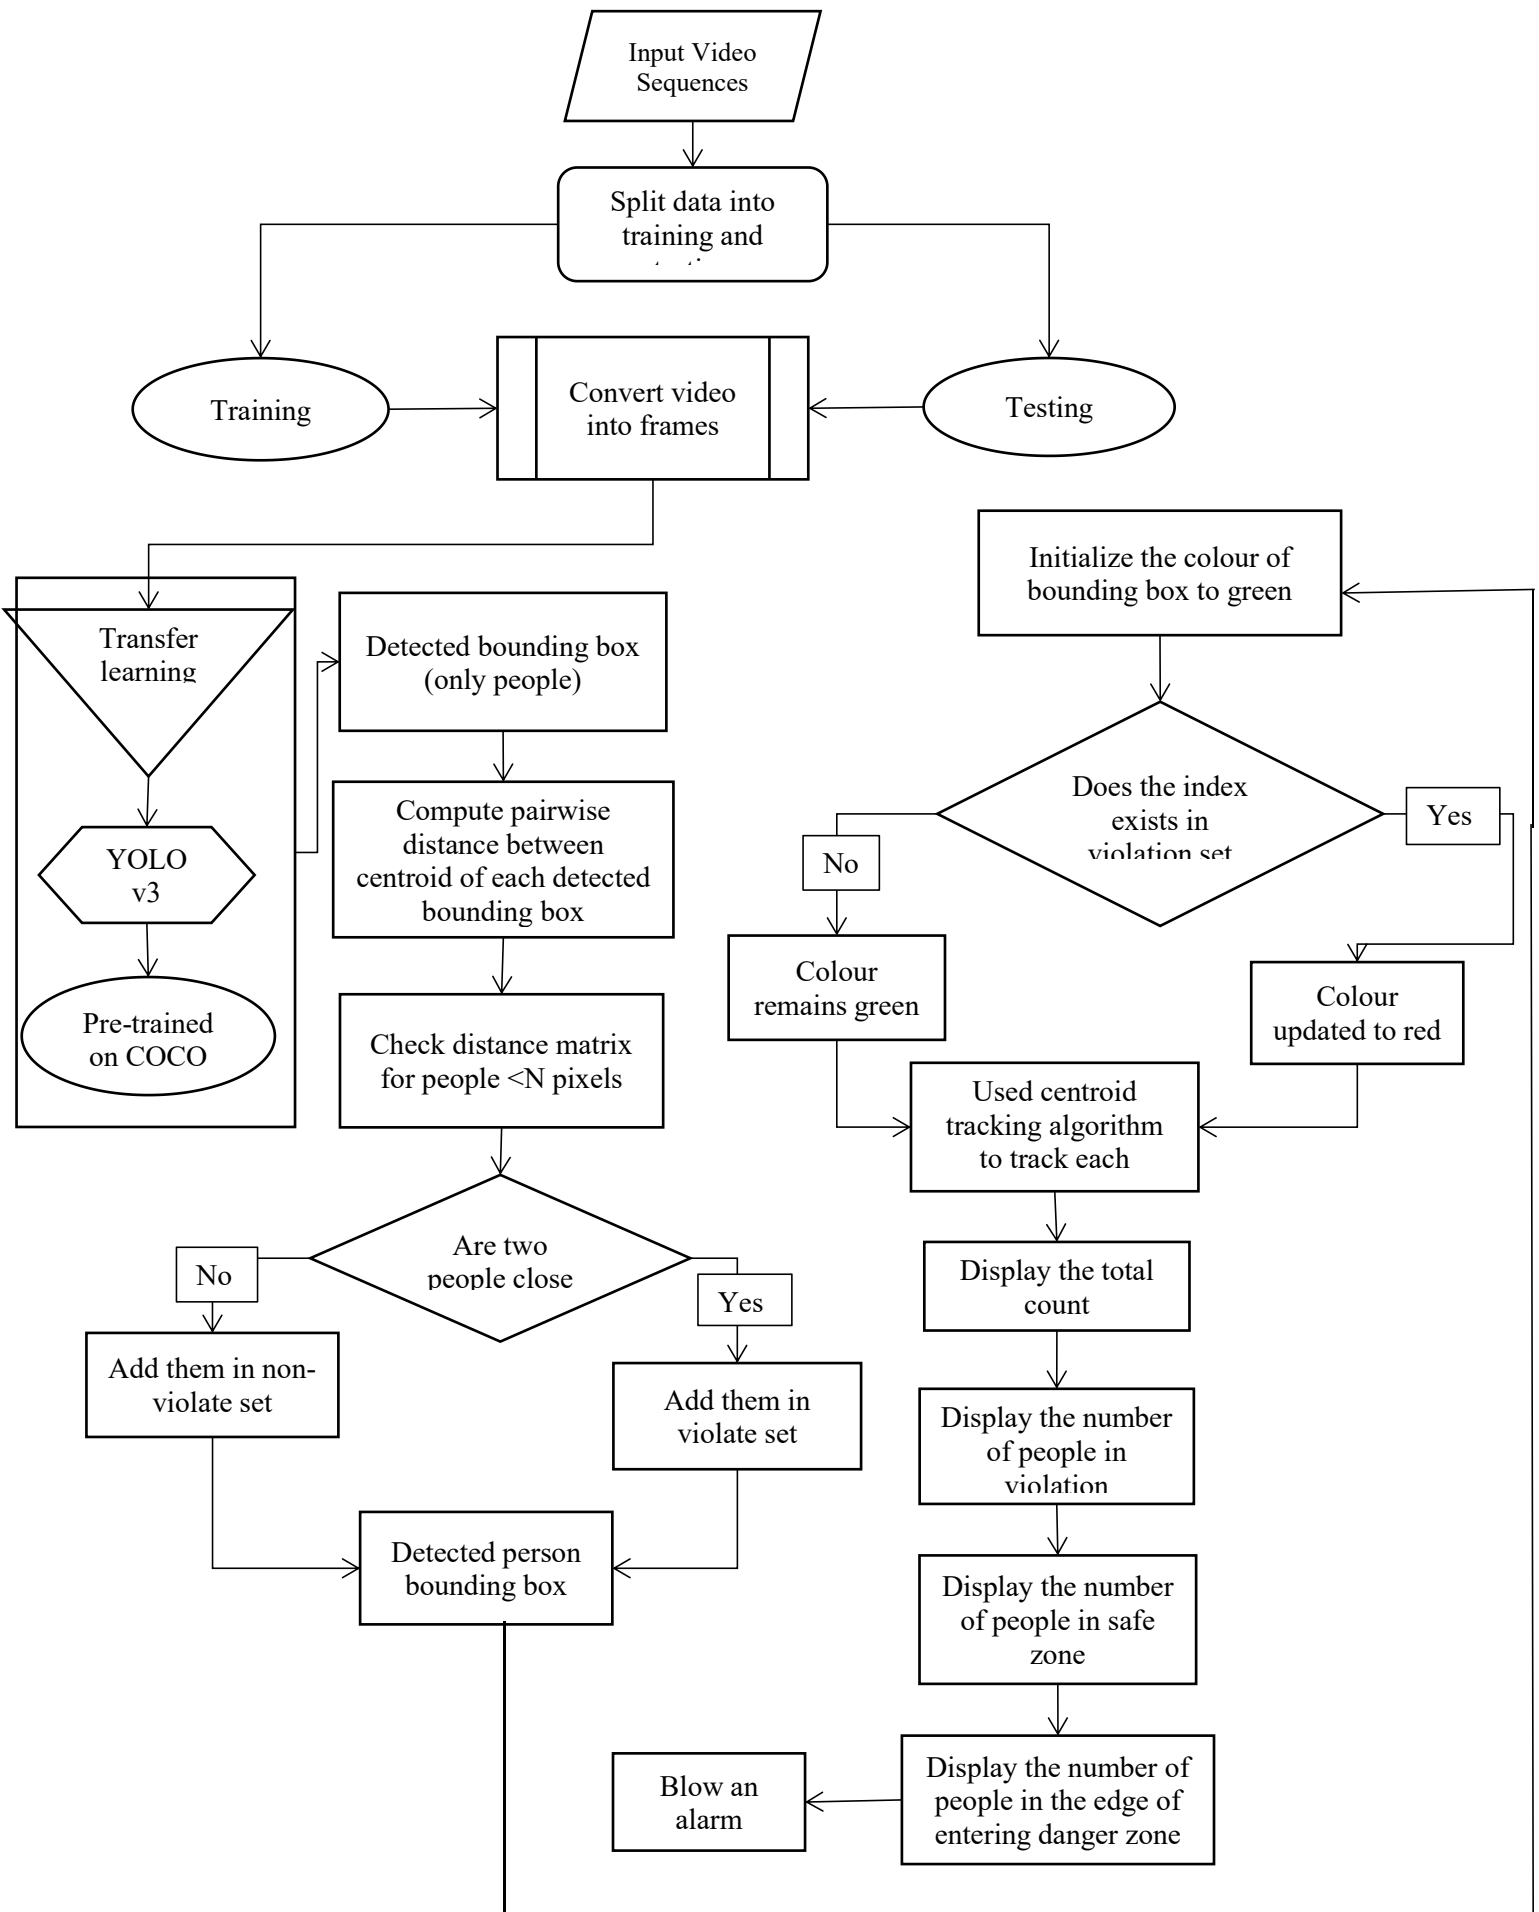 Input Video
Sequences
Split data into
training and
Training
Convert video
into frames
Testing
Transfer
learning
YOLO
v3
Pre-trained
on COCO
Detected bounding box
(only people)
Compute pairwise
distance between
centroid of each detected
bounding box
Check distance matrix
for people <N pixels
Are two
people close
No
Yes
Add them in non-
violate set
Add them in
violate set
Detected person
bounding box
Initialize the colour of
bounding box to green
Does the index
exists in
violation set
No
Yes
Colour
remains green
Colour
updated to red
Used centroid
tracking algorithm
to track each
Display the total
count
Display the number
of people in
violation
Display the number
of people in safe
zone
Display the number of
people in the edge of
entering danger zone
Blow an
alarm